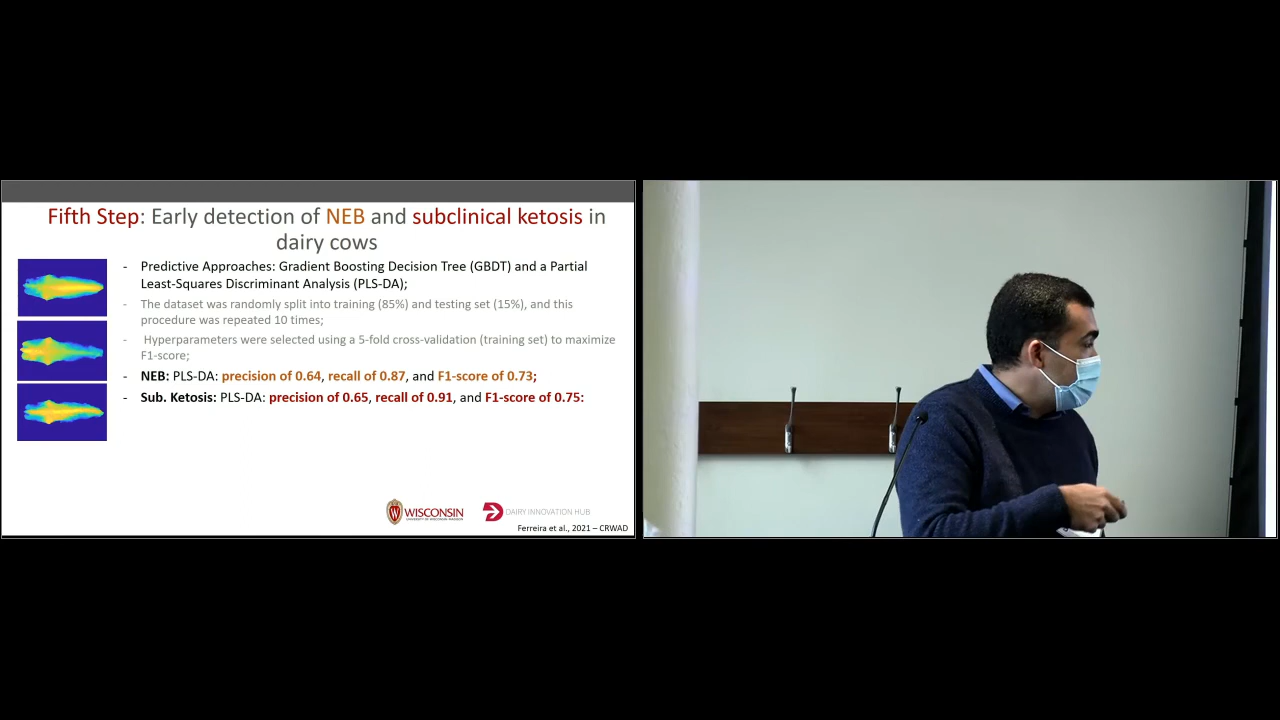 Fifth Step: Early detection of NEB and subclinical ketosis in
dairy cows
- Predictive Approaches: Gradient Boosting Decision Tree (GBDT) and a Partial
Least-Squares Discriminant Analysis (PLS-DA);
- The dataset was randomly split into training (85%) and testing set (15%), and this
procedure was repeated 10 times;
- Hyperparameters were selected using a 5-fold cross-validation (training set) to maximize
F1-score;
- NEB: PLS-DA: precision of 0.64, recall of 0.87, and F1-score of 0.73;
- Sub. Ketosis: PLS-DA: precision of 0.65, recall of 0.91, and F1-score of 0.75:
WISCONSIN
UNIVERSITY OF WISCONSIN-MADISON
DAIRY INNOVATION HUB
Ferreira et al., 2021 – CRWAD